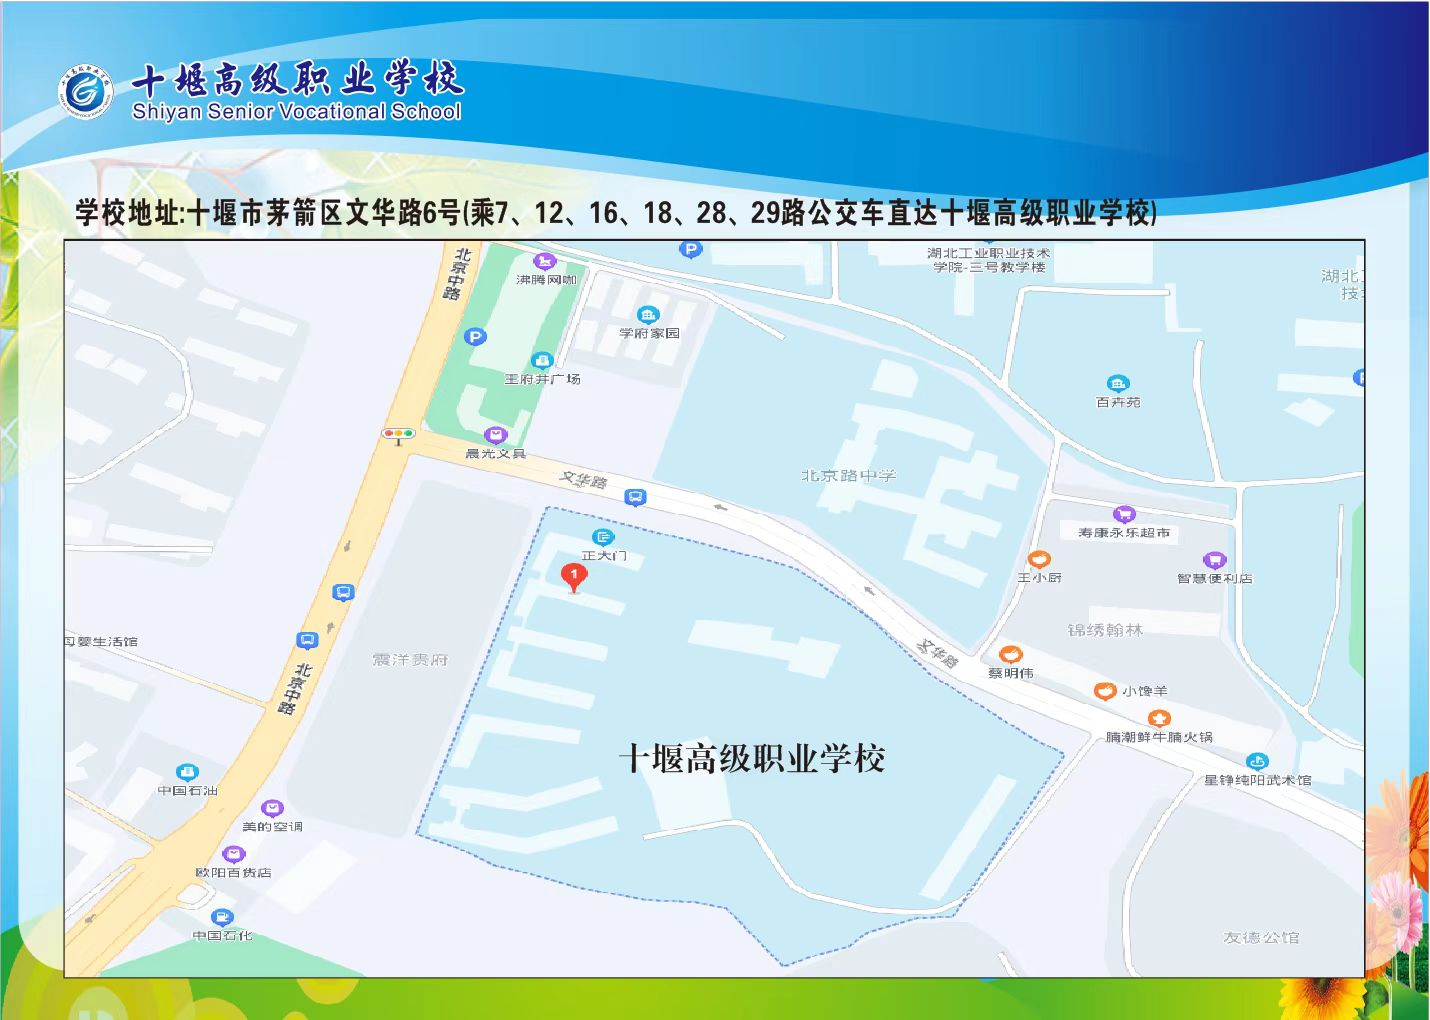 十堰高级职业学校
Shiyan Senior Vocational School
学校地址:十堰市茅箭区文华路6号(乘7、12、16、18、28、29路公交车直达十堰高级职业学校)
北京中路
沸腾网咖
P
湖北工业职业技术
学院-三号教学楼
湖北工
技术
学府家园
P
王府井广场
百卉苑
晨光文具
文华路
北京路中学
寿康永乐超市
正大门
1
王小厨
智慧便利店
锦绣翰林
母婴生活馆
震洋贵府
文华路
蔡明伟
北京中路
小馋羊
腩潮鲜牛腩火锅
十堰高级职业学校
星铮纯阳武术馆
中国石油
美的空调
欧阳百货店
中国石化
友德公馆